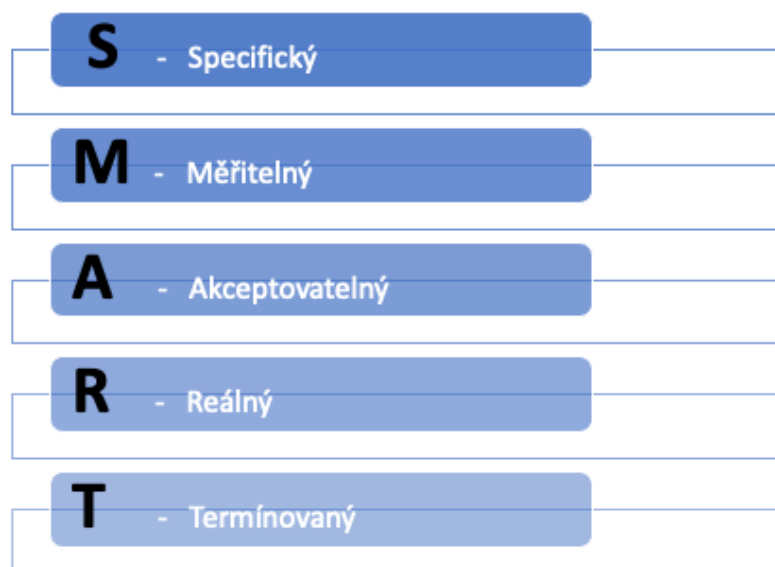 S - Specifický
M - Měřitelný
A - Akceptovatelný
R - Reálný
T - Termínovaný